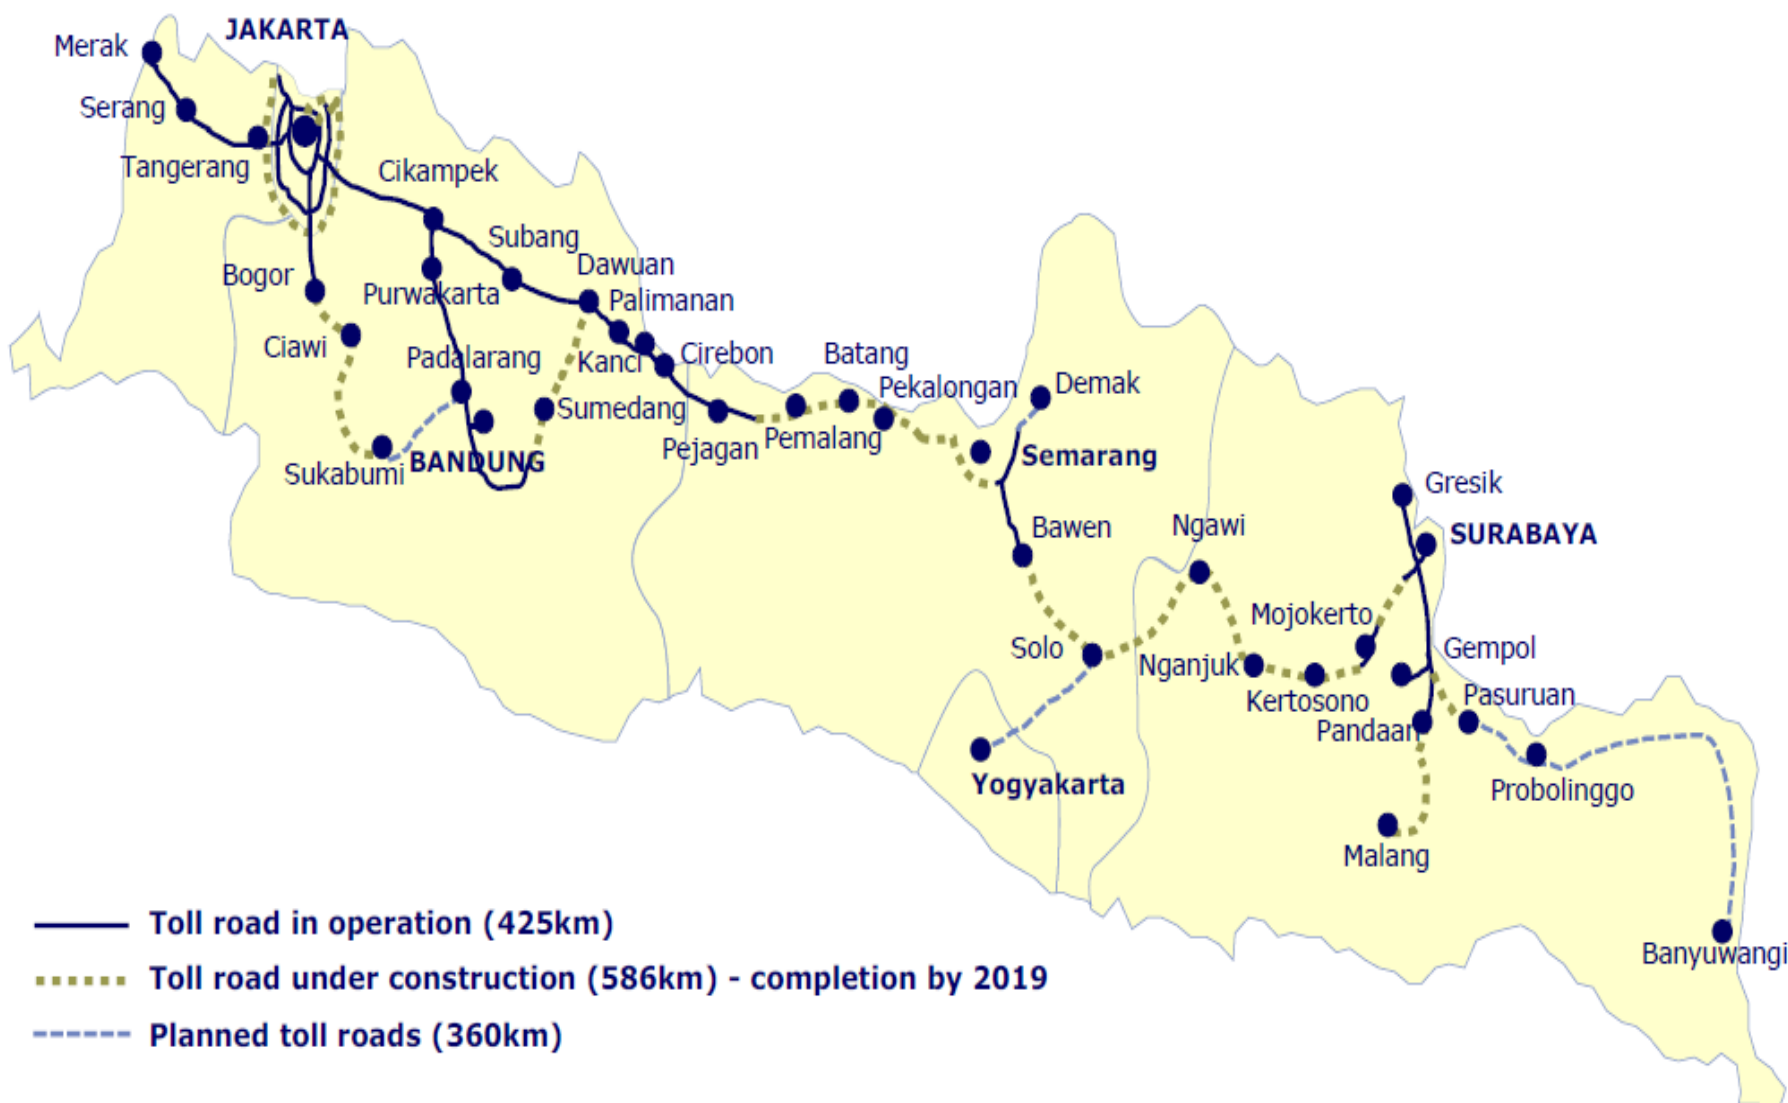 JAKARTA
Merak
Serang
Tangerang
Cikampek
Subang
Dawuan
Bogor
Purwakarta
Palimanan
Ciawi
Padalarang
Kanci
Cirebon
Batang
Pekalongan
Demak
Sumedang
Pejagan
Pemalang
Sukabumi
BANDUNG
Semarang
Gresik
SURABAYA
Bawen
Ngawi
Mojokerto
Solo
Nganjuk
Gempol
Kertosono
Pasuruan
Pandaan
Yogyakarta
Probolinggo
Malang
Banyuwangi
Toll road in operation (425km)
Toll road under construction (586km) - completion by 2019
Planned toll roads (360km)